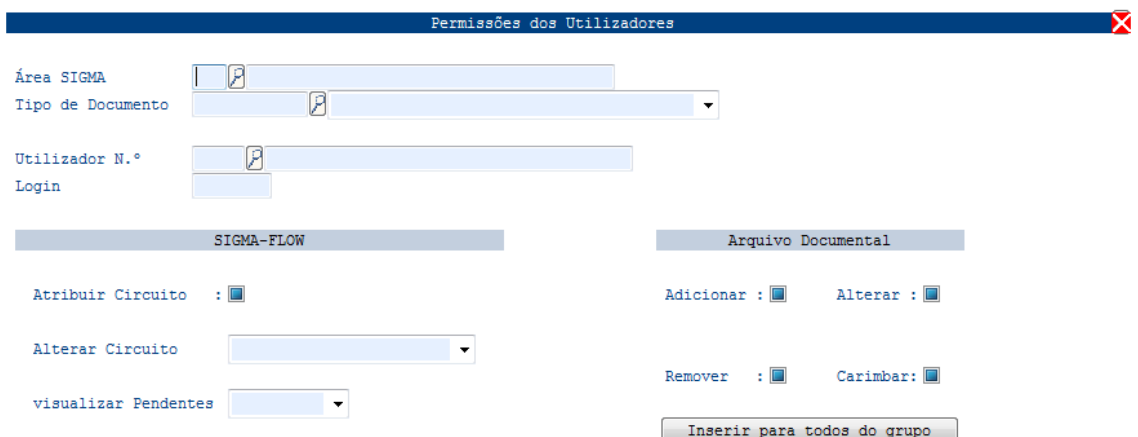 Permissões dos Utilizadores
Área SIGMA
Tipo de Documento
Utilizador N.º
Login
SIGMA-FLOW
Arquivo Documental
Atribuir Circuito :
Adicionar : Alterar :
Alterar Circuito
Remover : Carimbar:
visualizar Pendentes
Inserir para todos do grupo